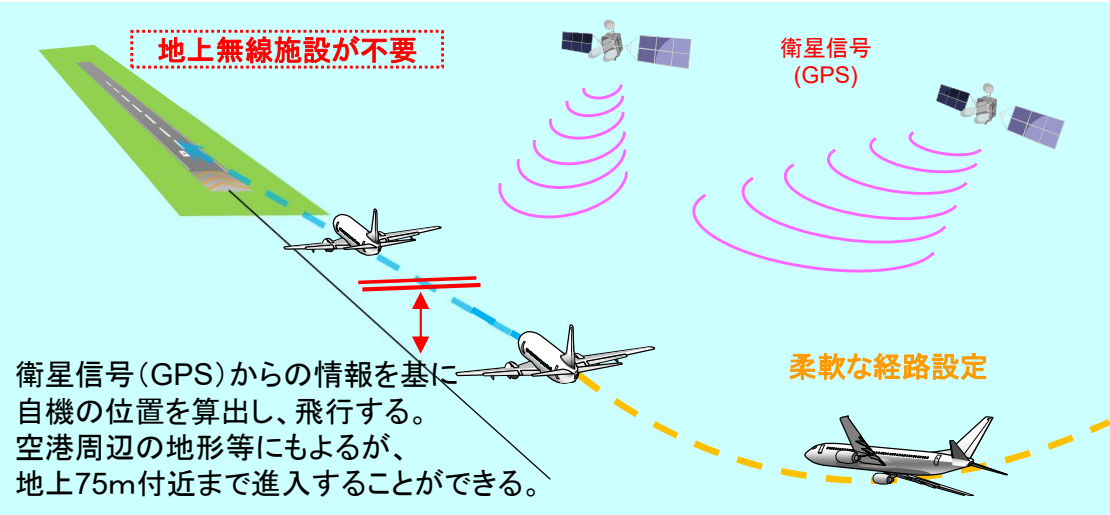 地上無線施設が不要
衛星信号
(GPS)
柔軟な経路設定
衛星信号(GPS)からの情報を基に
自機の位置を算出し、飛行する。
空港周辺の地形等にもよるが、
地上75m付近まで進入することができる。